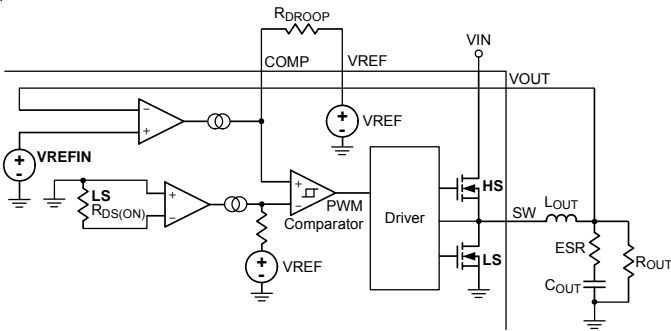 RDROOP
VIN
COMP
VREF
VOUT
VREF
VREFIN
LS
RDS(ON)
HS
PWM
Comparator
Driver
SW
LOUT
LS
ESR
ROUT
VREF
COUT